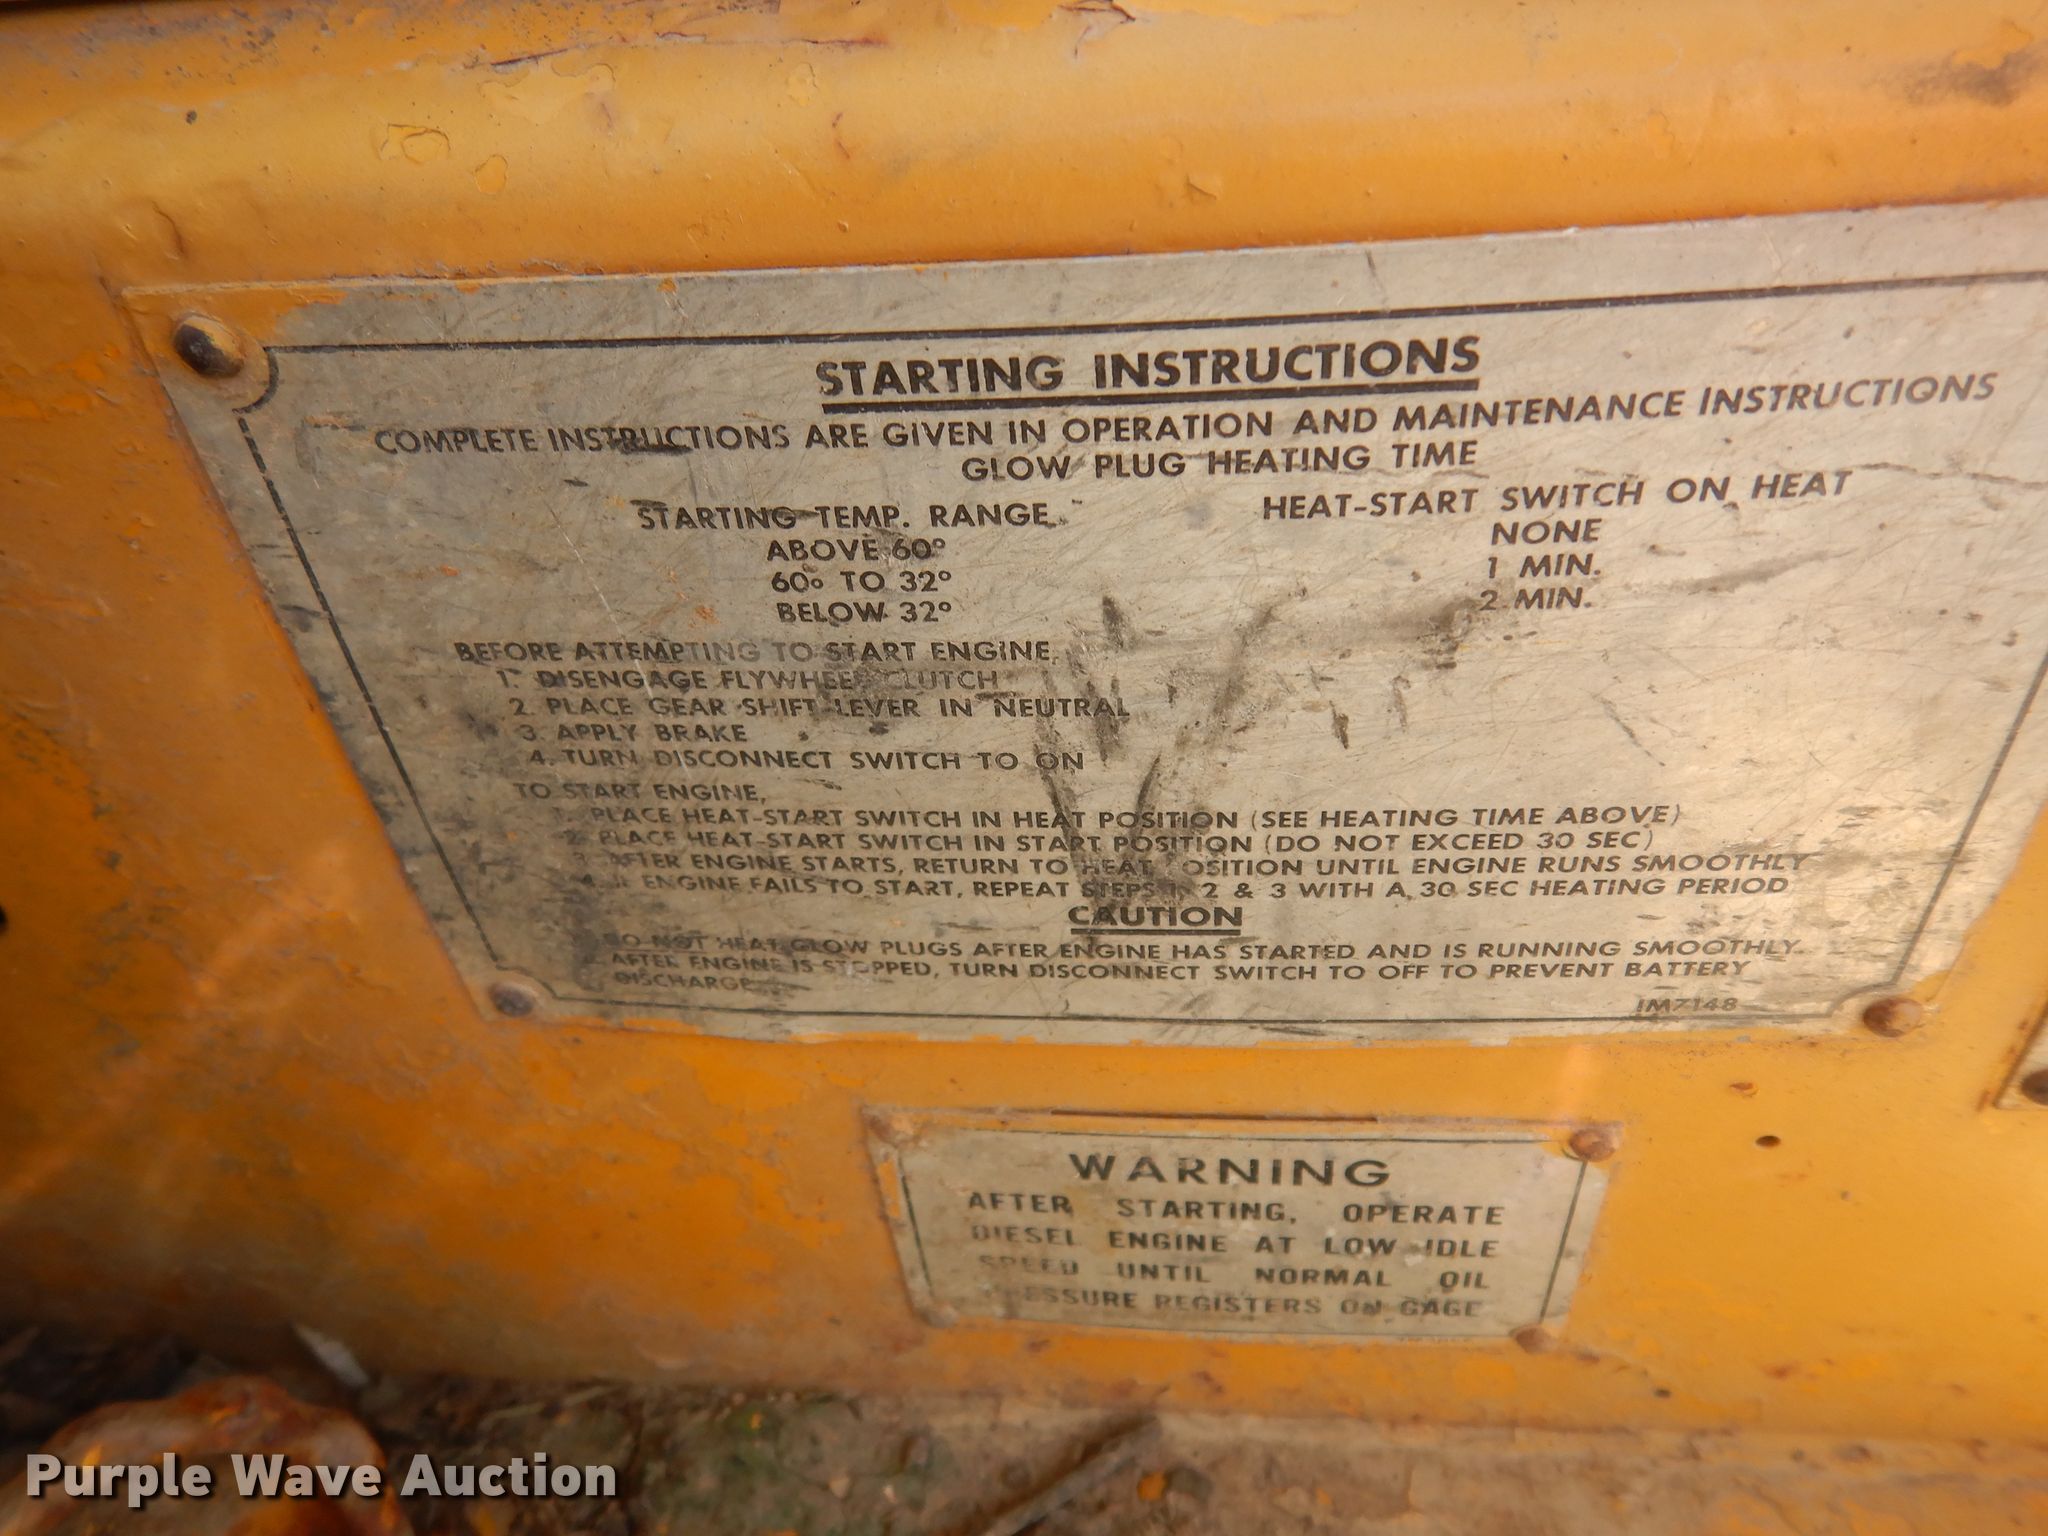 STARTING INSTRUCTIONS
COMPLETE INSTRUCTIONS ARE GIVEN IN OPERATION AND MAINTENANCE INSTRUCTIONS
GLOW PLUG HEATING TIME
STARTING TEMP. RANGE HEAT-START SWITCH ON HEAT
ABOVE 60° NONE
60° TO 32° 1 MIN.
BELOW 32° 2 MIN.
BEFORE ATTEMPTING TO START ENGINE,
1. DISENGAGE FLYWHEEL CLUTCH
2. PLACE GEAR SHIFT LEVER IN NEUTRAL
3. APPLY BRAKE
4. TURN DISCONNECT SWITCH TO ON
TO START ENGINE,
1. PLACE HEAT-START SWITCH IN HEAT POSITION (SEE HEATING TIME ABOVE)
2. PLACE HEAT-START SWITCH IN START POSITION (DO NOT EXCEED 30 SEC)
3. AFTER ENGINE STARTS, RETURN TO HEAT POSITION UNTIL ENGINE RUNS SMOOTHLY
4. IF ENGINE FAILS TO START, REPEAT STEPS 1, 2 & 3 WITH A 30 SEC HEATING PERIOD
CAUTION
DO NOT HEAT GLOW PLUGS AFTER ENGINE HAS STARTED AND IS RUNNING SMOOTHLY.
AFTER ENGINE IS STOPPED, TURN DISCONNECT SWITCH TO OFF TO PREVENT BATTERY
DISCHARGE
1M7148
WARNING
AFTER STARTING, OPERATE
DIESEL ENGINE AT LOW IDLE
SPEED UNTIL NORMAL OIL
PRESSURE REGISTERS ON GAGE
Purple Wave Auction